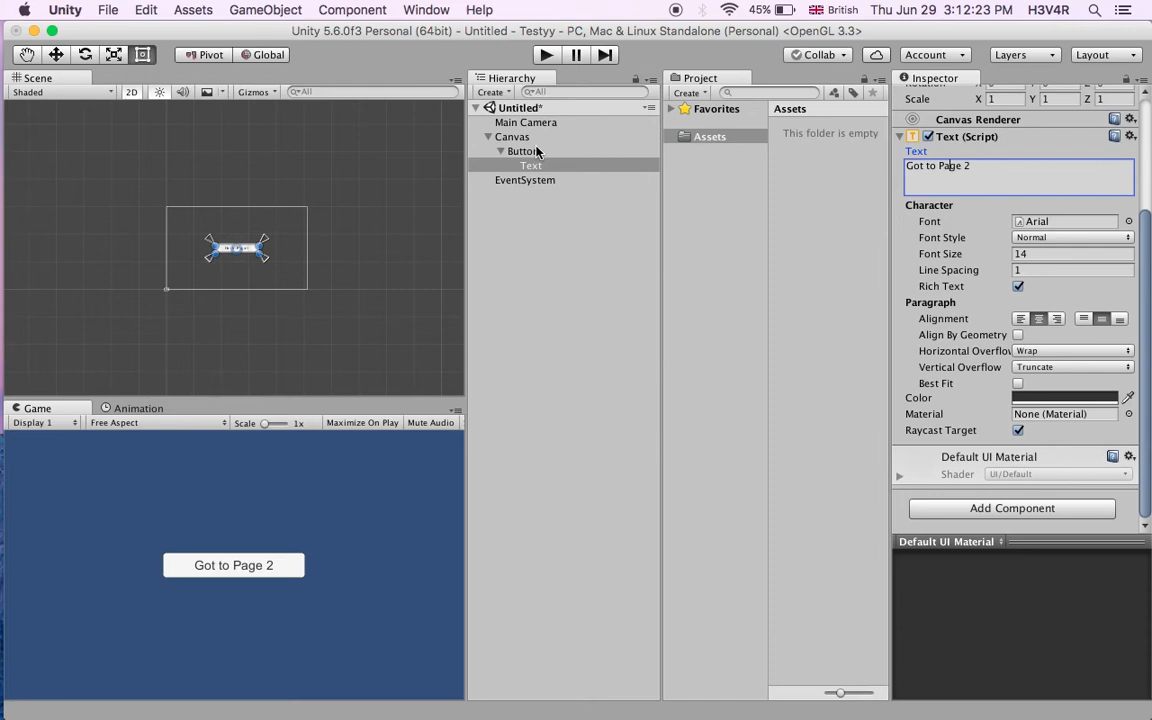 Unity File Edit Assets GameObject Component Window Help 45% British Thu Jun 29 3:12:23 PM H3V4R
Unity 5.6.0f3 Personal (64bit) - Untitled - Testyy - PC, Mac & Linux Standalone (Personal) <OpenGL 3.3>
Pivot Global Collab Account Layers Layout
Scene
Shaded 2D Gizmos All
Hierarchy
Create All
Untitled*
Main Camera
Canvas
Button
Text
EventSystem
Project
Create
Favorites
Assets
Assets
This folder is empty
Inspector
Scale X 1 Y 1 Z 1
Canvas Renderer
Text (Script)
Text
Got to Page 2
Character
Font Arial
Font Style Normal
Font Size 14
Line Spacing 1
Rich Text
Paragraph
Alignment
Align By Geometry
Horizontal Overflow Wrap
Vertical Overflow Truncate
Best Fit
Color
Material None (Material)
Raycast Target
Default UI Material
Shader UI/Default
Add Component
Default UI Material
Game Animation
Display 1 Free Aspect Scale 1x Maximize On Play Mute Audio
Got to Page 2